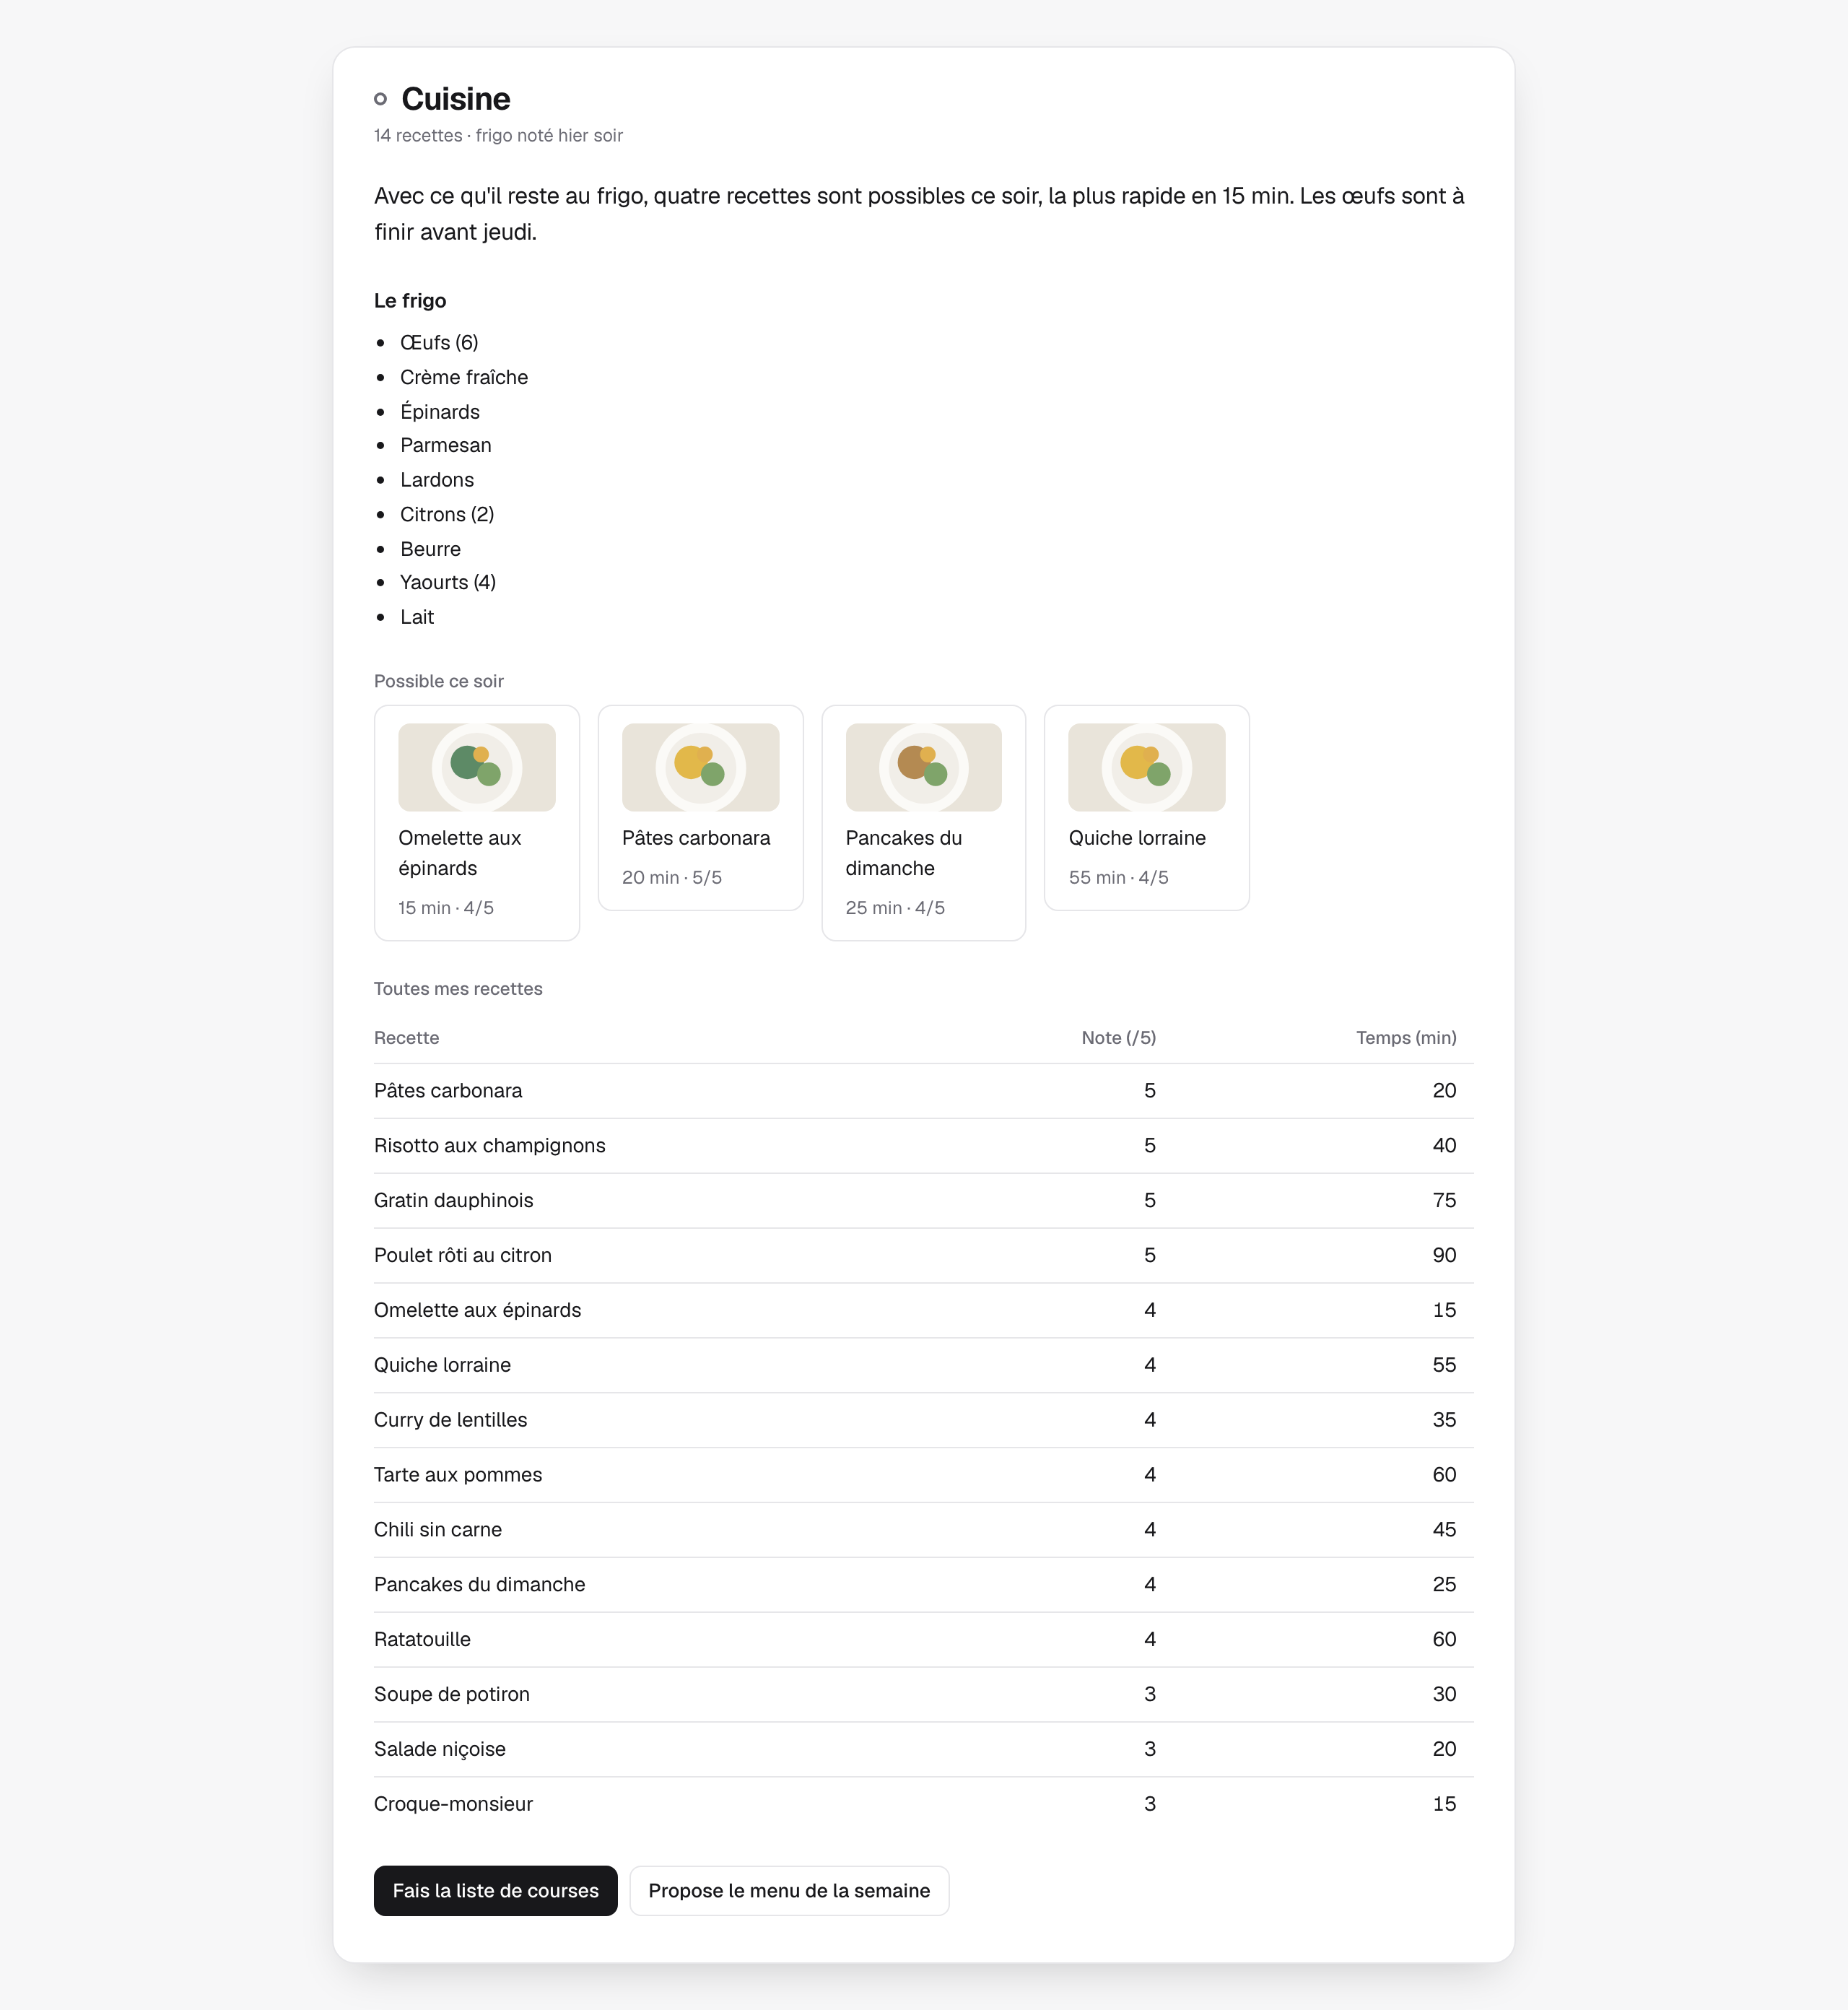 Cuisine
14 recettes · frigo noté hier soir
Avec ce qu'il reste au frigo, quatre recettes sont possibles ce soir, la plus rapide en 15 min. Les œufs sont à
finir avant jeudi.
Le frigo
• Œufs (6)
• Crème fraîche
• Épinards
• Parmesan
• Lardons
• Citrons (2)
• Beurre
• Yaourts (4)
• Lait
Possible ce soir
Omelette aux
épinards
15 min · 4/5
Pâtes carbonara
20 min · 5/5
Pancakes du
dimanche
25 min · 4/5
Quiche lorraine
55 min · 4/5
Toutes mes recettes
Recette Note (/5) Temps (min)
Pâtes carbonara 5 20
Risotto aux champignons 5 40
Gratin dauphinois 5 75
Poulet rôti au citron 5 90
Omelette aux épinards 4 15
Quiche lorraine 4 55
Curry de lentilles 4 35
Tarte aux pommes 4 60
Chili sin carne 4 45
Pancakes du dimanche 4 25
Ratatouille 4 60
Soupe de potiron 3 30
Salade niçoise 3 20
Croque-monsieur 3 15
Fais la liste de courses
Propose le menu de la semaine